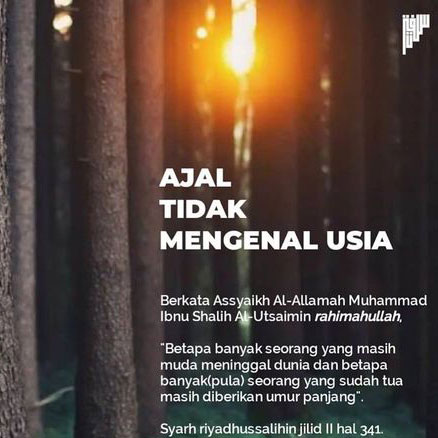 AJAL
TIDAK
MENGENAL USIA
Berkata Assyaikh Al-Allamah Muhammad
Ibnu Shalih Al-Utsaimin rahimahullah,
"Betapa banyak seorang yang masih
muda meninggal dunia dan betapa
banyak(pula) seorang yang sudah tua
masih diberikan umur panjang".
Syarh riyadhussalihin jilid II hal 341.